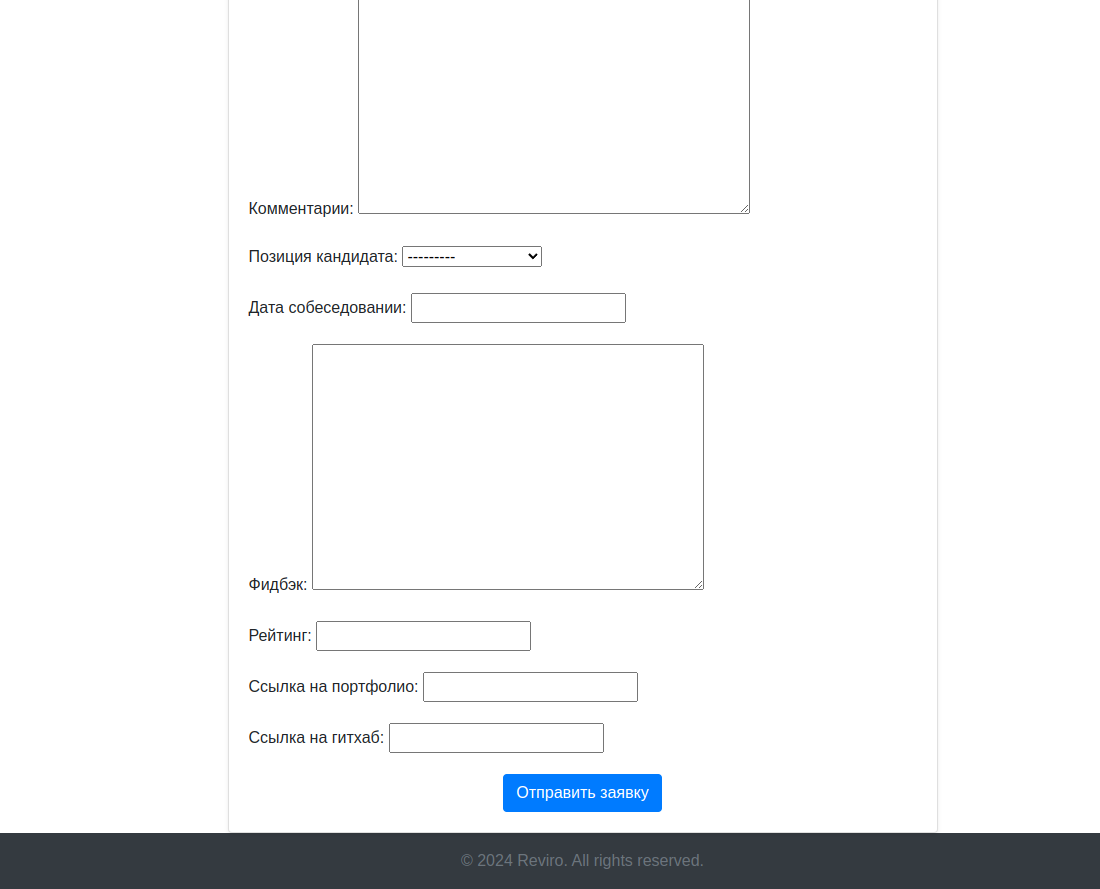 Комментарии:
Позиция кандидата: ---------
Дата собеседовании:
Фидбэк:
Рейтинг:
Ссылка на портфолио:
Ссылка на гитхаб:
Отправить заявку
© 2024 Reviro. All rights reserved.